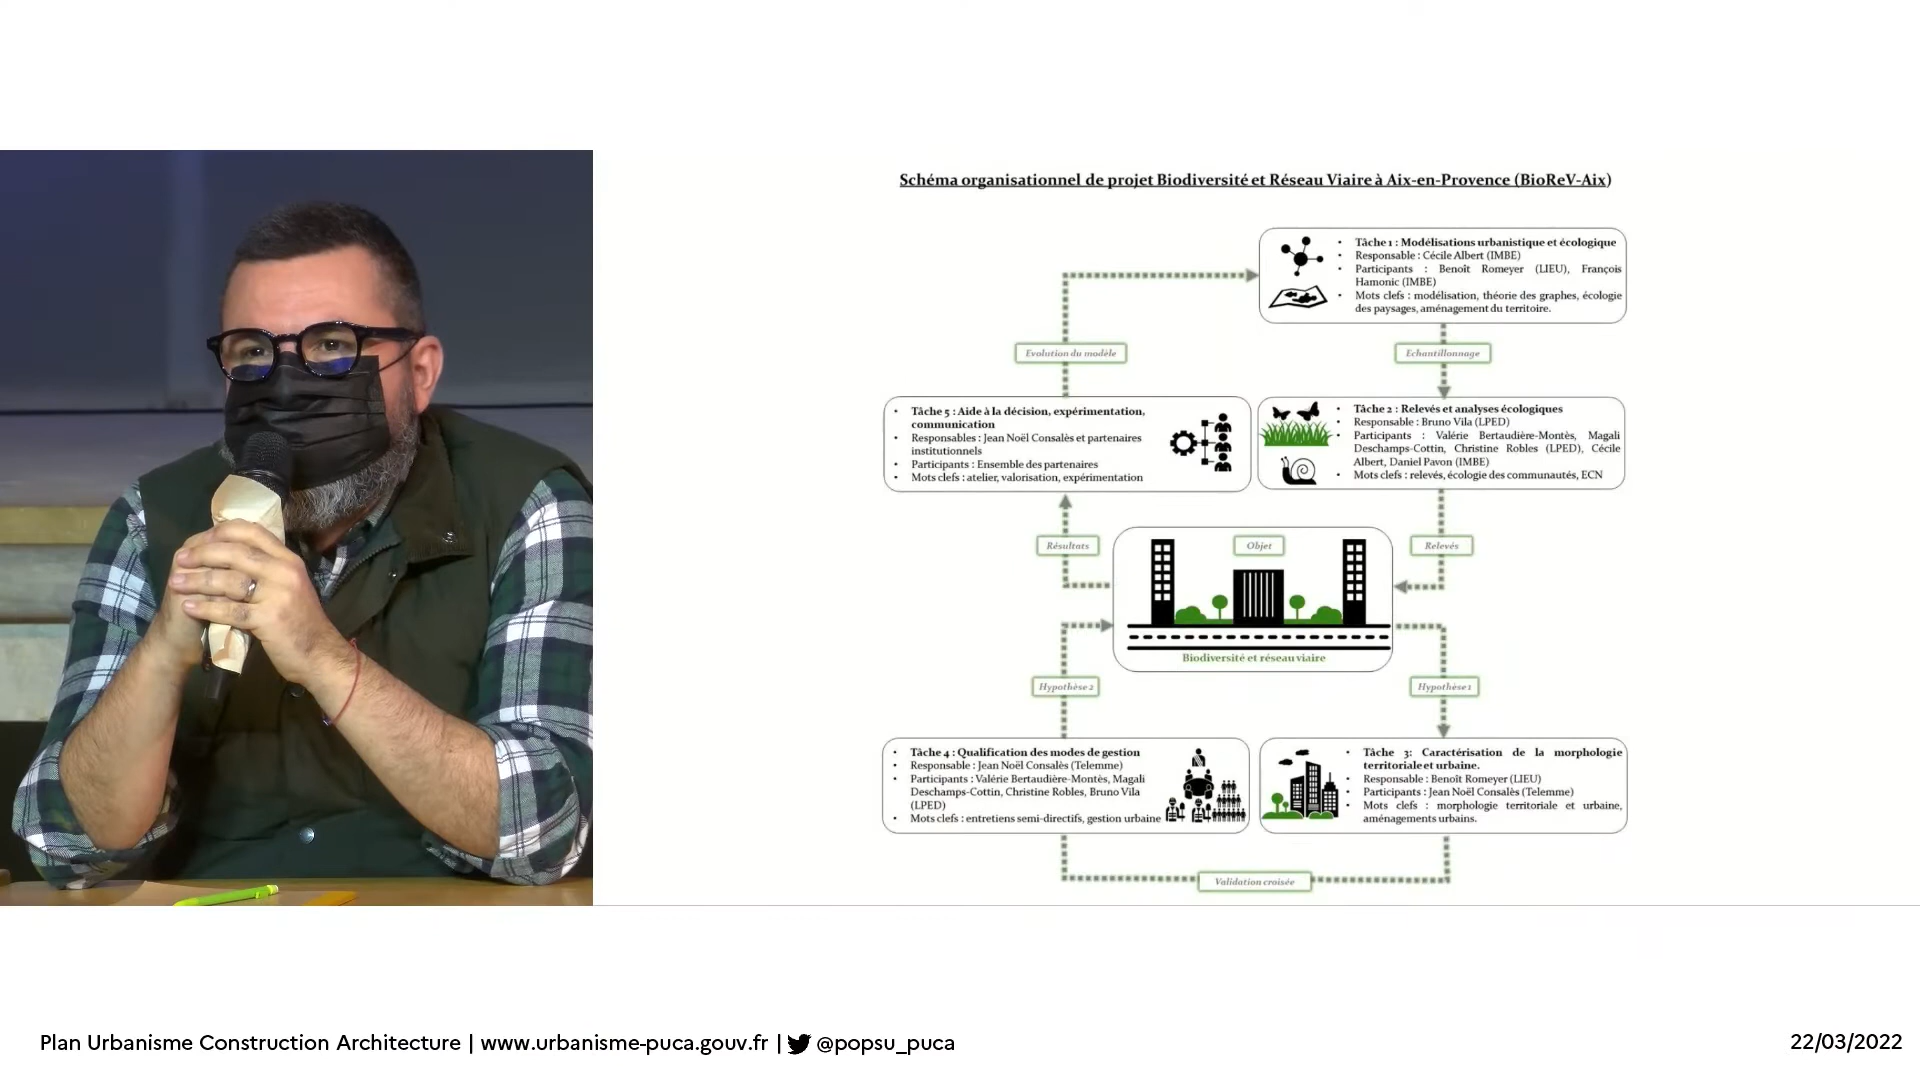 Schéma organisationnel de projet Biodiversité et Réseau Viaire à Aix-en-Provence (BioReV-Aix)
• Tâche 1 : Modélisations urbanistique et écologique
• Responsable : Cécile Albert (IMBE)
• Participants : Benoît Romeyer (LIEU), François
Hamonic (IMBE)
• Mots clefs : modélisation, théorie des graphes, écologie
des paysages, aménagement du territoire.
Evolution du modèle
Echantillonnage
• Tâche 5 : Aide à la décision, expérimentation,
communication
• Responsables : Jean Noël Consalès et partenaires
institutionnels
• Participants : Ensemble des partenaires
• Mots clefs : atelier, valorisation, expérimentation
• Tâche 2 : Relevés et analyses écologiques
• Responsable : Bruno Vila (LPED)
• Participants : Valérie Bertaudière-Montès, Magali
Deschamps-Cottin, Christine Robles (LPED), Cécile
Albert, Daniel Pavon (IMBE)
• Mots clefs : relevés, écologie des communautés, ECN
Résultats
Objet
Relevés
Biodiversité et réseau viaire
Hypothèse 2
Hypothèse 1
• Tâche 4 : Qualification des modes de gestion
• Responsable : Jean Noël Consalès (Telemme)
• Participants : Valérie Bertaudière-Montès, Magali
Deschamps-Cottin, Christine Robles, Bruno Vila
(LPED)
• Mots clefs : entretiens semi-directifs, gestion urbaine
• Tâche 3: Caractérisation de la morphologie
territoriale et urbaine.
• Responsable : Benoît Romeyer (LIEU)
• Participants : Jean Noël Consalès (Telemme)
• Mots clefs : morphologie territoriale et urbaine,
aménagements urbains.
Validation croisée
Plan Urbanisme Construction Architecture | www.urbanisme-puca.gouv.fr | @popsu_puca
22/03/2022